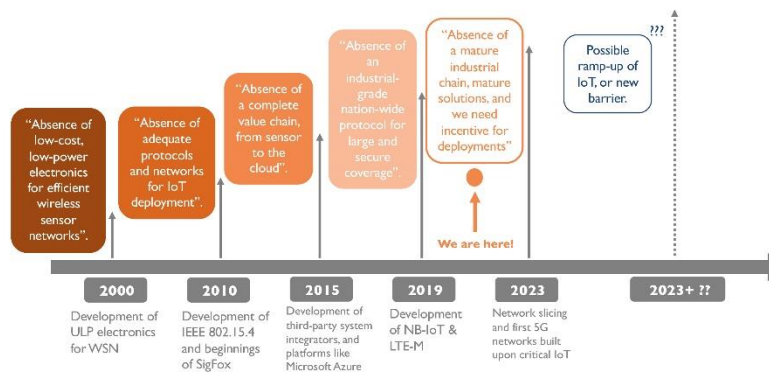 "Absence of
low-cost,
low-power
electronics
for efficient
wireless
sensor
networks".
"Absence of
adequate
protocols
and networks
for IoT
deployment".
"Absence of
a complete
value chain,
from sensor
to the
cloud".
"Absence of
an
industrial-
grade
nation-wide
protocol for
large and
secure
coverage".
"Absence of
a mature
industrial
chain, mature
solutions, and
we need
incentive for
deployments"
Possible
ramp-up of
IoT, or new
barrier.
???
We are here!
2000
Development of
ULP electronics
for WSN
2010
Development of
IEEE 802.15.4
and beginnings
of SigFox
2015
Development of
third-party system
integrators, and
platforms like
Microsoft Azure
2019
Development
of NB-IoT &
LTE-M
2023
Network slicing
and first 5G
networks built
upon critical IoT
2023+ ??